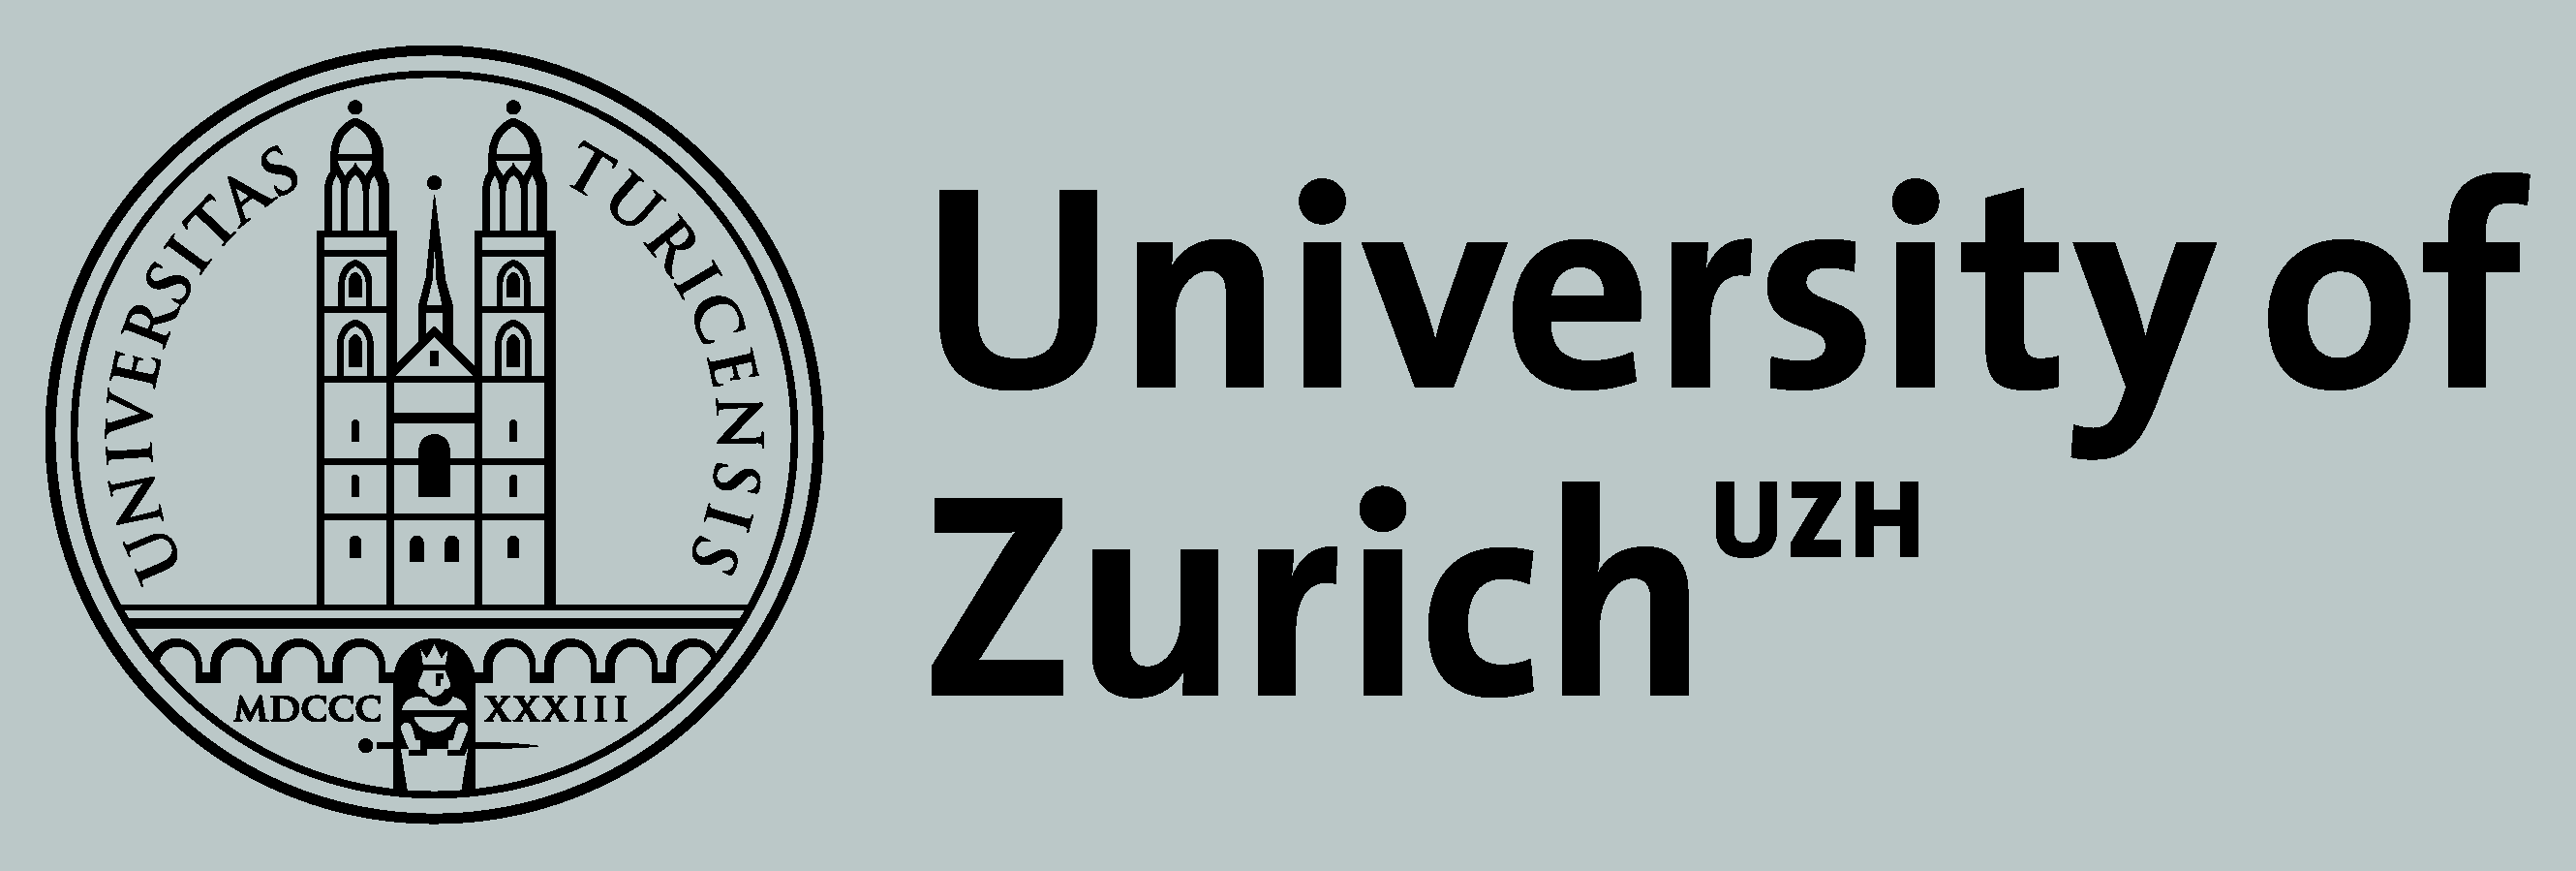 UNIVERSITAS TURICENSIS
MDCCC XXXIII
University of
Zurich UZH